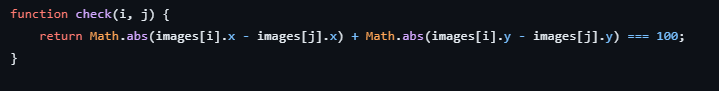 function check(i, j) {
    return Math.abs(images[i].x - images[j].x) + Math.abs(images[i].y - images[j].y) === 100;
}